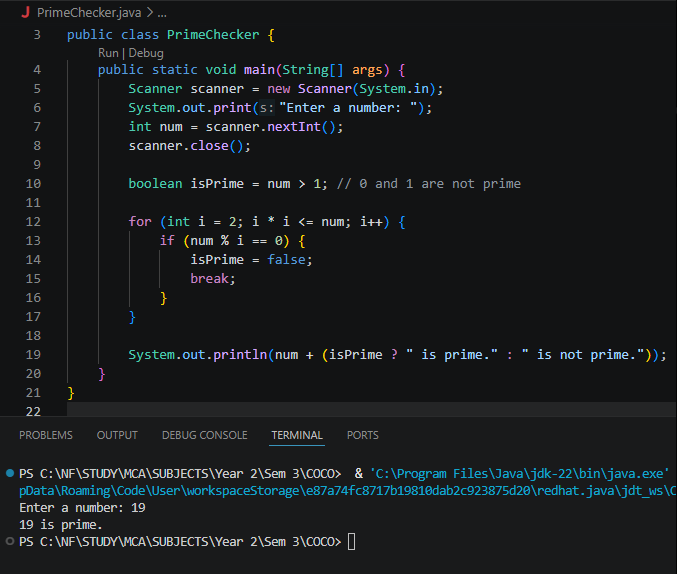 J PrimeChecker.java > ...
3 public class PrimeChecker {
Run | Debug
4 public static void main(String[] args) {
5 Scanner scanner = new Scanner(System.in);
6 System.out.print(s: "Enter a number: ");
7 int num = scanner.nextInt();
8 scanner.close();
9
10 boolean isPrime = num > 1; // 0 and 1 are not prime
11
12 for (int i = 2; i * i <= num; i++) {
13 if (num % i == 0) {
14 isPrime = false;
15 break;
16 }
17 }
18
19 System.out.println(num + (isPrime ? " is prime." : " is not prime."));
20 }
21 }
22
PROBLEMS OUTPUT DEBUG CONSOLE TERMINAL PORTS
PS C:\NF\STUDY\MCA\SUBJECTS\Year 2\Sem 3\COCO> & 'C:\Program Files\Java\jdk-22\bin\java.exe'
pData\Roaming\Code\User\workspaceStorage\e87a74fc8717b19810dab2c923875d20\redhat.java\jdt_ws\C
Enter a number: 19
19 is prime.
PS C:\NF\STUDY\MCA\SUBJECTS\Year 2\Sem 3\COCO>